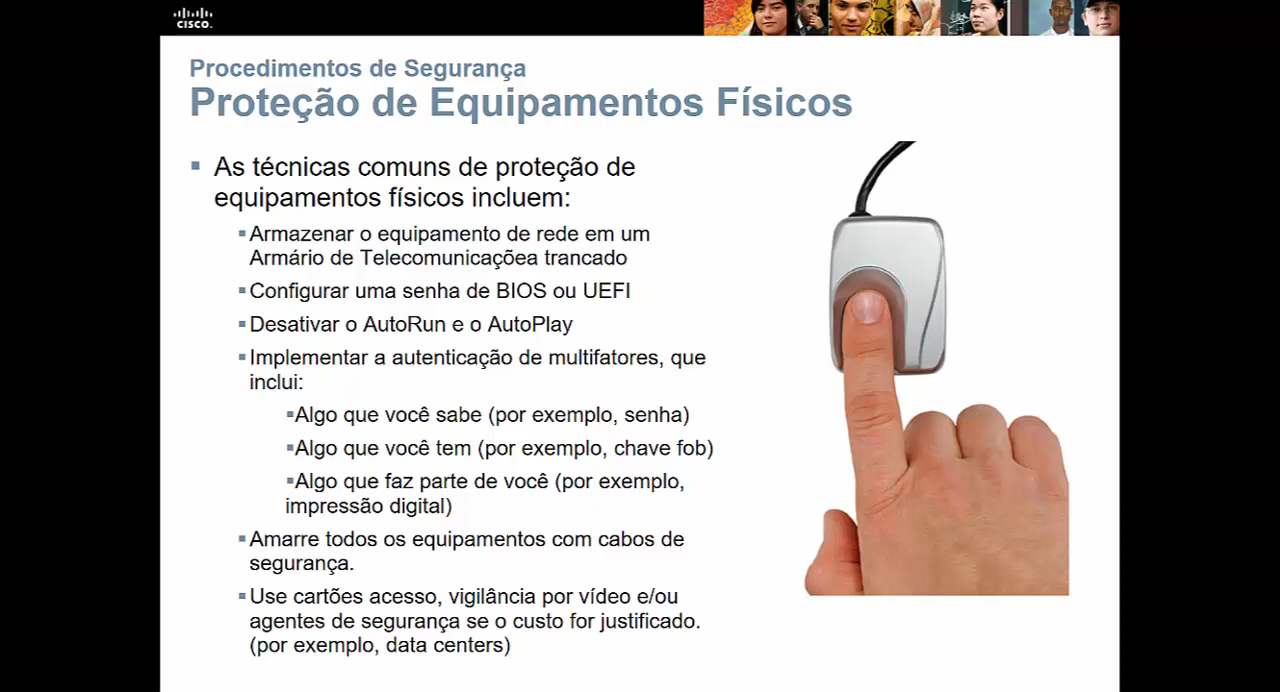 CISCO.
Procedimentos de Segurança
Proteção de Equipamentos Físicos
▪ As técnicas comuns de proteção de
equipamentos físicos incluem:
▪Armazenar o equipamento de rede em um
Armário de Telecomunicaçõea trancado
▪Configurar uma senha de BIOS ou UEFI
▪Desativar o AutoRun e o AutoPlay
▪Implementar a autenticação de multifatores, que
inclui:
▪Algo que você sabe (por exemplo, senha)
▪Algo que você tem (por exemplo, chave fob)
▪Algo que faz parte de você (por exemplo,
impressão digital)
▪Amarre todos os equipamentos com cabos de
segurança.
▪Use cartões acesso, vigilância por vídeo e/ou
agentes de segurança se o custo for justificado.
(por exemplo, data centers)